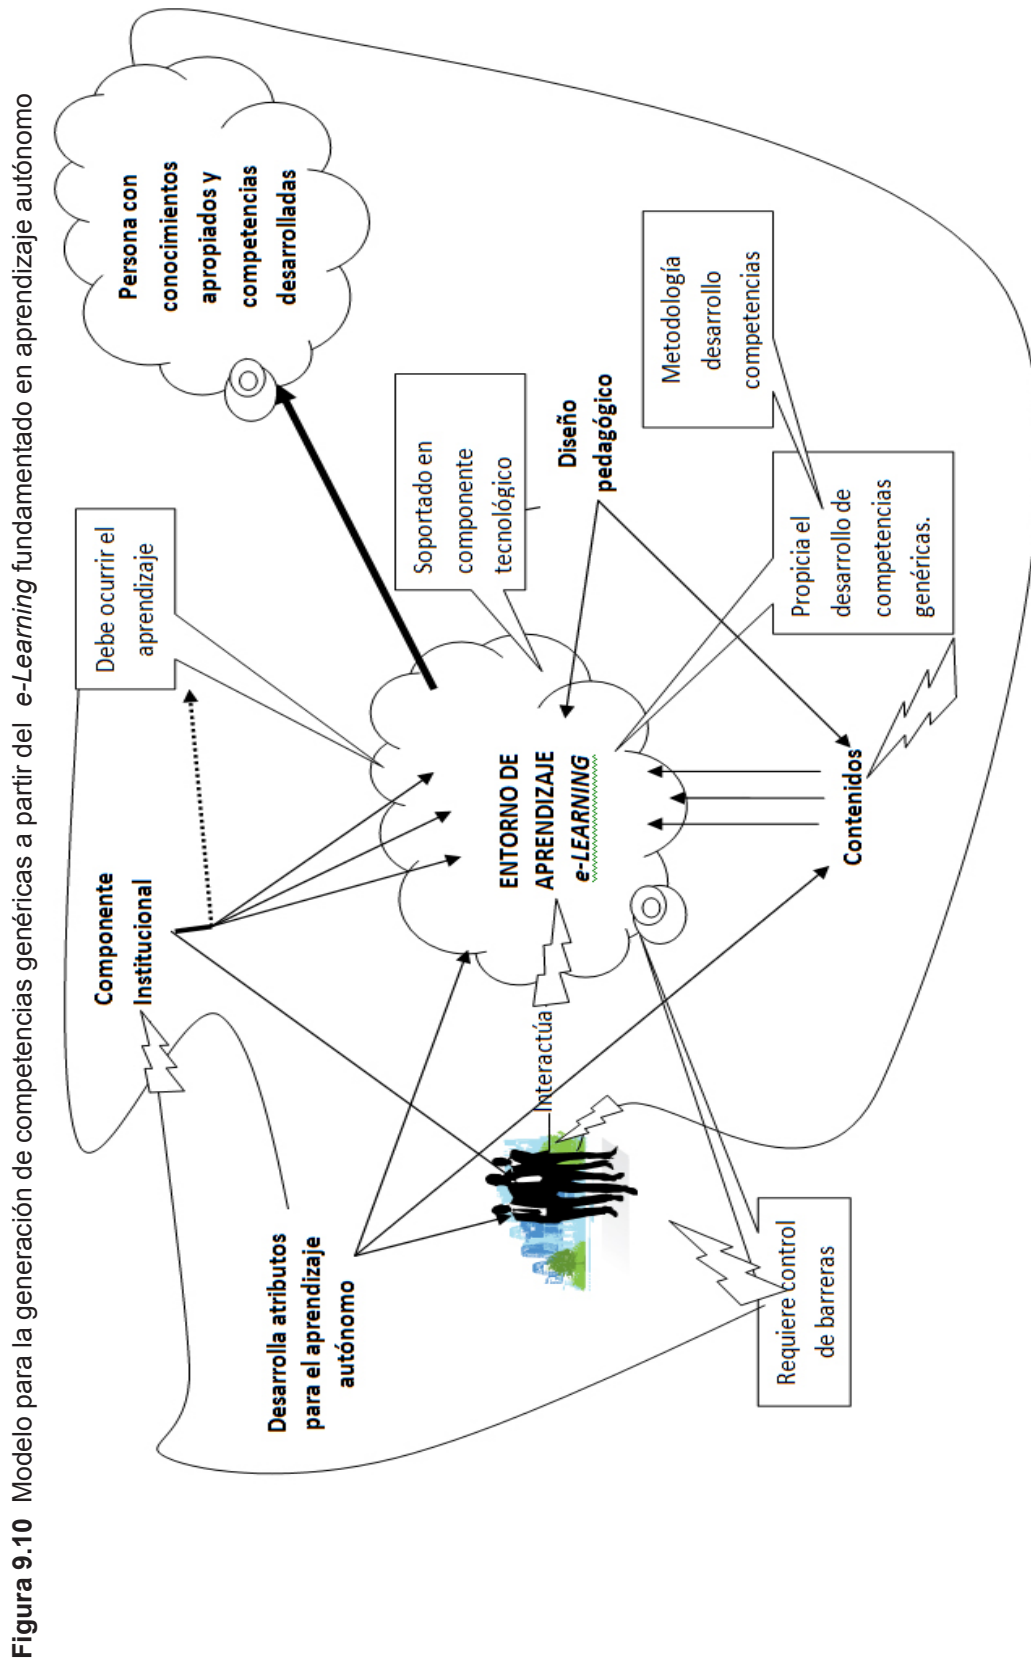 Figura 9.10 Modelo para la generación de competencias genéricas a partir del e-Learning fundamentado en aprendizaje autónomo
Persona con
conocimientos
apropiados y
competencias
desarrolladas
Debe ocurrir el
aprendizaje
Componente
Institucional
Soportado en
componente
tecnológico
Diseño
pedagógico
Metodología
desarrollo
competencias
Propicia el
desarrollo de
competencias
genéricas.
ENTORNO DE
APRENDIZAJE
e-LEARNING
Contenidos
Interactúa
Desarrolla atributos
para el aprendizaje
autónomo
Requiere control
de barreras